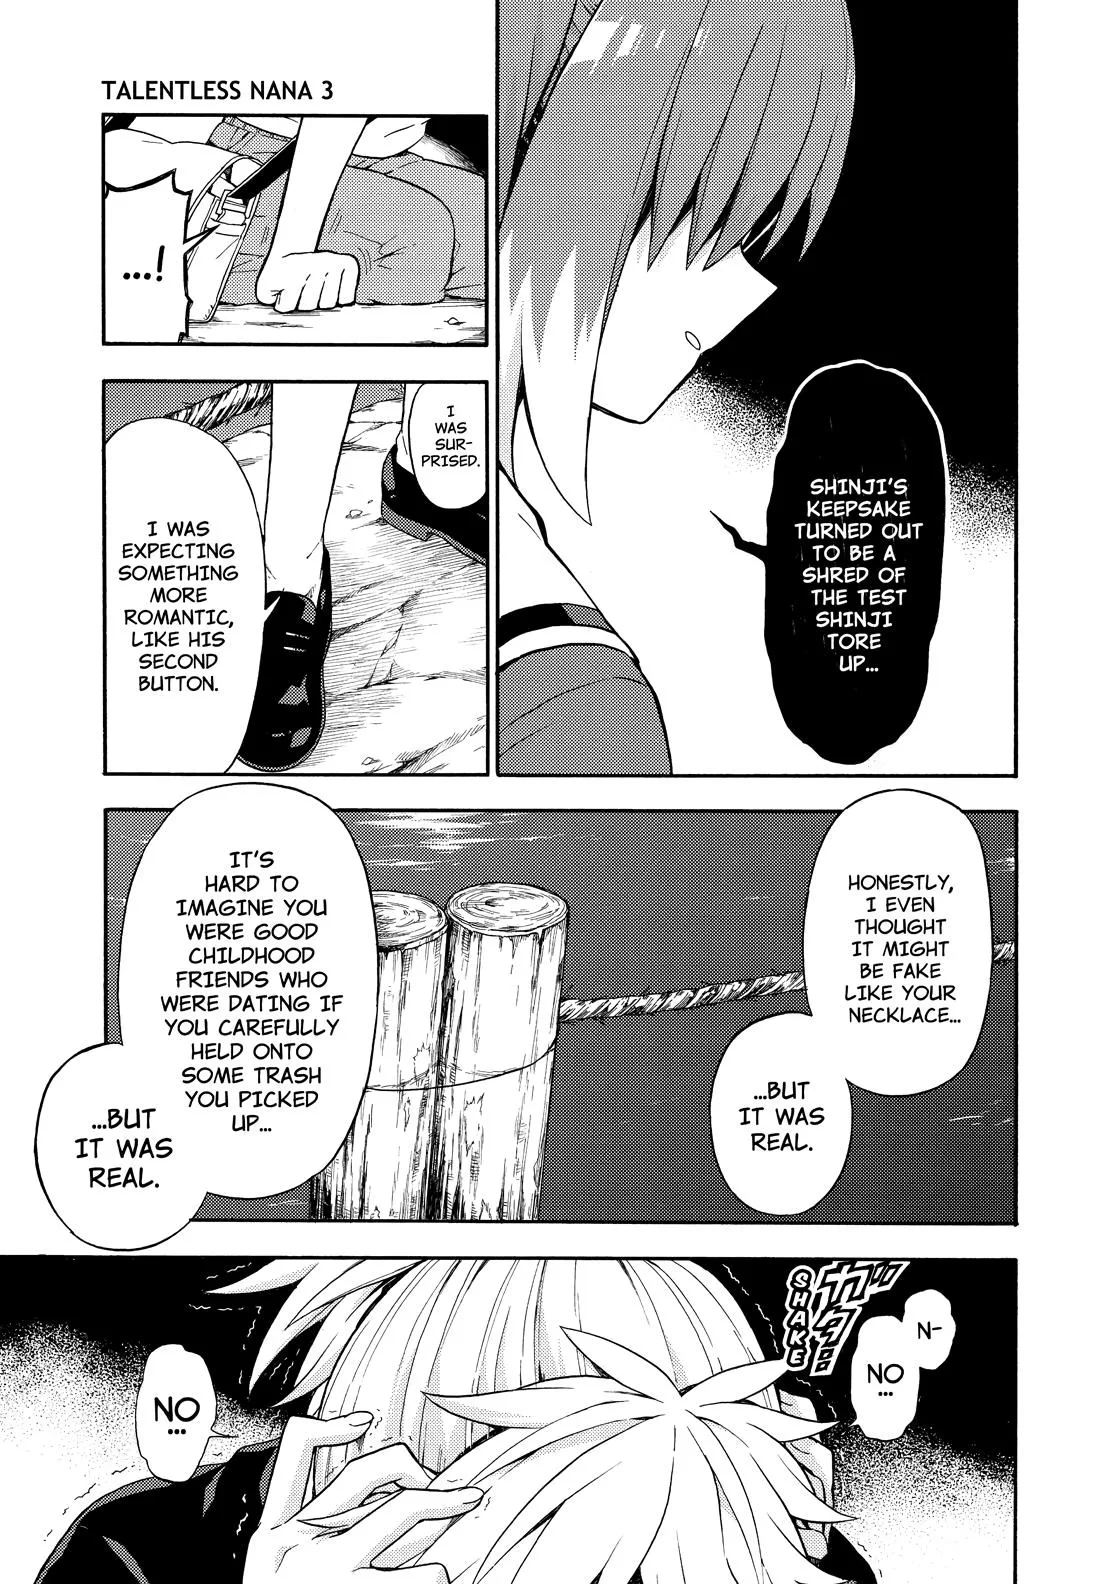 TALENTLESS NANA 3
SHINJI'S
KEEPSAKE
TURNED OUT
TO BE A
SHRED OF
THE TEST
SHINJI
TORE
UP...
...!
I
WAS
SUR-
PRISED.
I WAS
EXPECTING
SOMETHING
MORE
ROMANTIC,
LIKE HIS
SECOND
BUTTON.
HONESTLY,
I EVEN
THOUGHT
IT MIGHT
BE FAKE
LIKE YOUR
NECKLACE...
...BUT
IT WAS
REAL.
IT'S
HARD TO
IMAGINE YOU
WERE GOOD
CHILDHOOD
FRIENDS WHO
WERE DATING IF
YOU CAREFULLY
HELD ONTO
SOME TRASH
YOU PICKED
UP...
...BUT
IT WAS
REAL.
N-
NO
...
SHAKE
NO
...